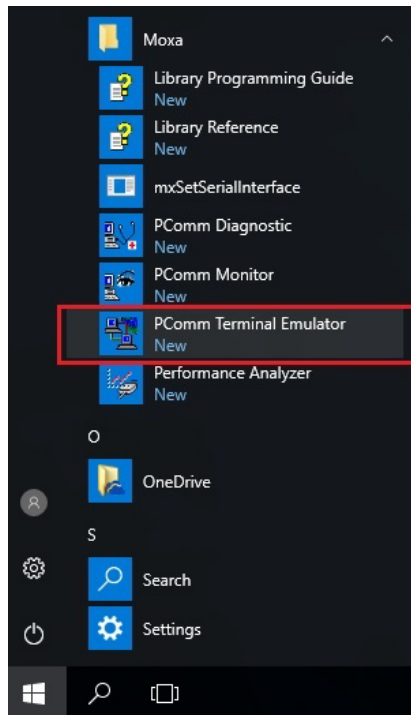 Moxa
Library Programming Guide
New
Library Reference
New
mxSetSerialInterface
PComm Diagnostic
New
PComm Monitor
New
PComm Terminal Emulator
New
Performance Analyzer
New
O
OneDrive
S
Search
Settings